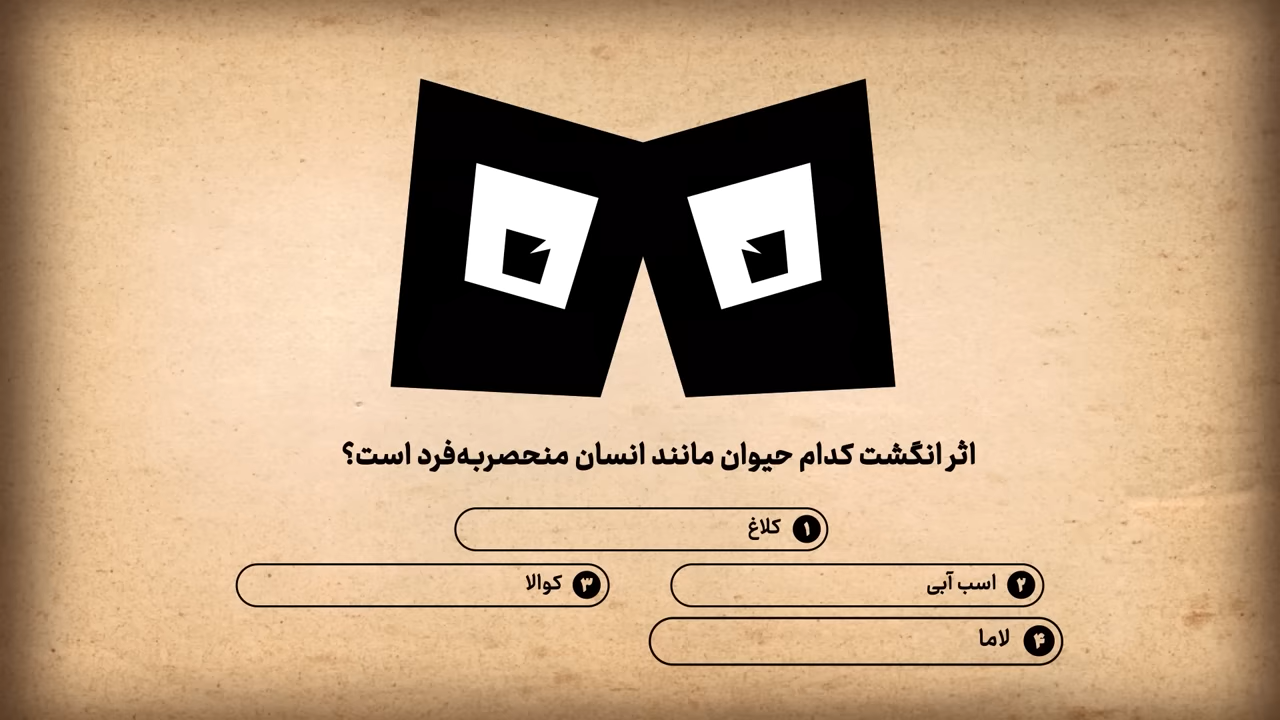 اثر انگشت کدام حیوان مانند انسان منحصربه‌فرد است؟
۱ کلاغ
۲ اسب آبی
۳ کوالا
۴ لاما